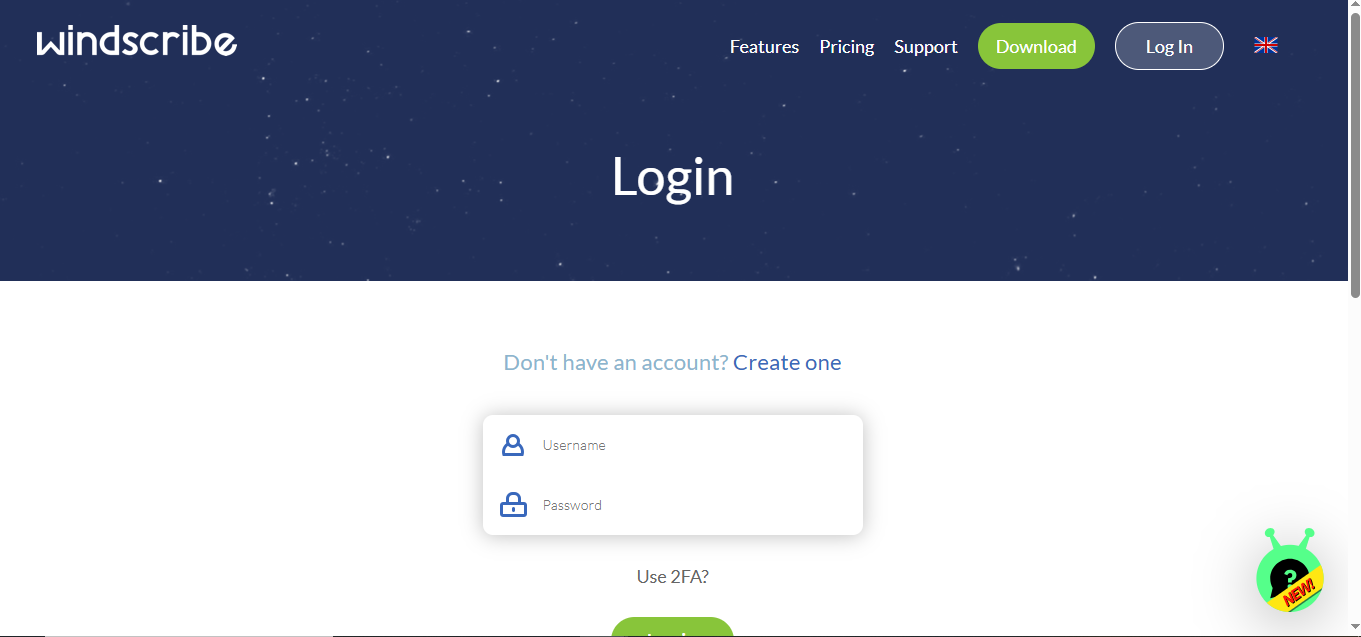 windscribe
Features
Pricing
Support
Download
Log In
Login
Don't have an account? Create one
Username
Password
Use 2FA?
?
NEW!